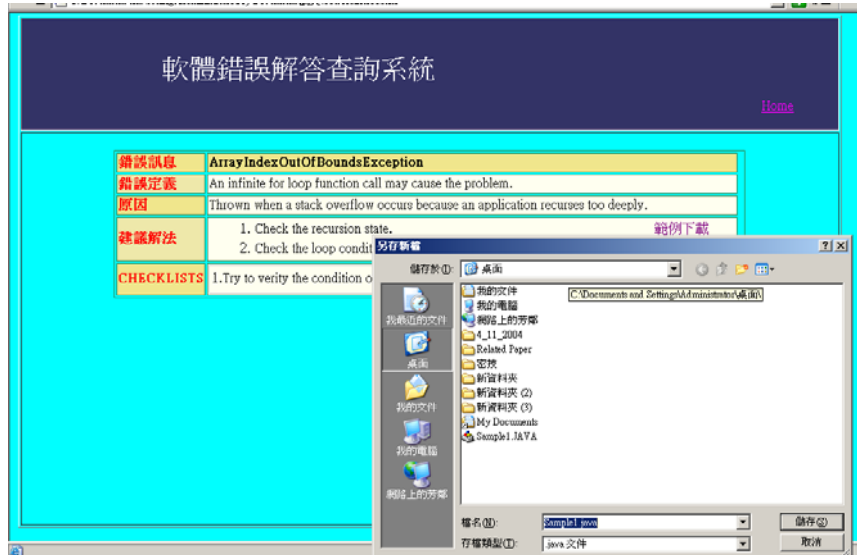 軟體錯誤解答查詢系統
Home
錯誤訊息 ArrayIndexOutOfBoundsException
錯誤定義 An infinite for loop function call may cause the problem.
原因 Thrown when a stack overflow occurs because an application recurses too deeply.
建議解法 1. Check the recursion state. 範例下載
2. Check the loop condit
CHECKLISTS 1.Try to verity the condition o
另存新檔
儲存於(I): 桌面
我最近的文件
桌面
我的文件
我的電腦
網路上的芳鄰
我的文件
我的電腦
網路上的芳鄰
4_11_2004
Related Paper
密技
新資料夾
新資料夾 (2)
新資料夾 (3)
My Documents
Sample1.JAVA
C:\Documents and Settings\Administrator\桌面\
檔名(N): Sample1.java 儲存(S)
存檔類型(T): java 文件 取消